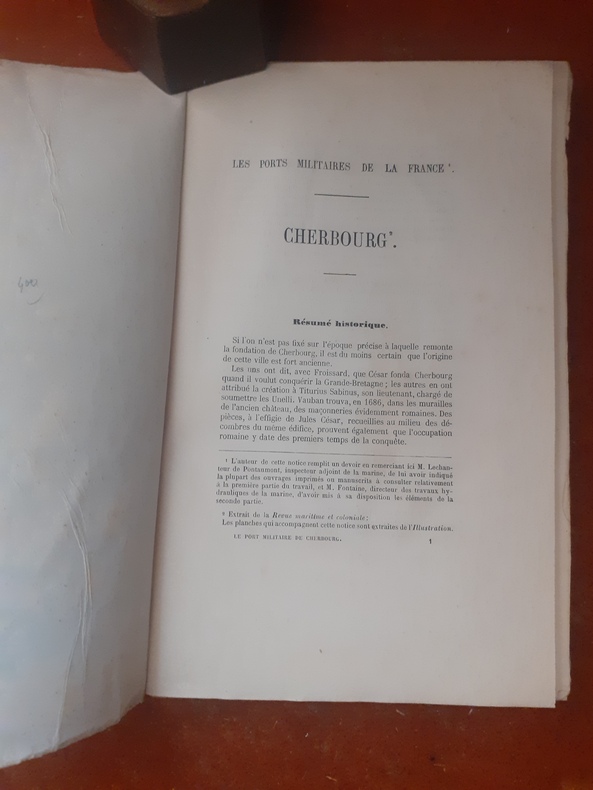 LES PORTS MILITAIRES DE LA FRANCE ².
CHERBOURG ¹.
Résumé historique.
Si l'on n'est pas fixé sur l'époque précise à laquelle remonte
la fondation de Cherbourg, il est du moins certain que l'origine
de cette ville est fort ancienne.
Les uns ont dit, avec Froissard, que César fonda Cherbourg
quand il voulut conquérir la Grande-Bretagne; les autres en ont
attribué la création à Titurius Sabinus, son lieutenant, chargé de
soumettre les Unelli. Vauban trouva, en 1686, dans les murailles
de l'ancien château, des maçonneries évidemment romaines. Des
pièces, à l'effigie de Jules César, recueillies au milieu des dé-
combres du même édifice, prouvent également que l'occupation
romaine y date des premiers temps de la conquête.
¹ L'auteur de cette notice remplit un devoir en remerciant ici M. Lechan-
teur de Pontaumont, inspecteur adjoint de la marine, de lui avoir indiqué
la plupart des ouvrages imprimés ou manuscrits à consulter relativement
à la première partie du travail, et M. Fontaine, directeur des travaux hy-
drauliques de la marine, d'avoir mis à sa disposition les éléments de la
seconde partie.
² Extrait de la Revue maritime et coloniale;
Les planches qui accompagnent cette notice sont extraites de l'Illustration.
LE PORT MILITAIRE DE CHERBOURG. 1